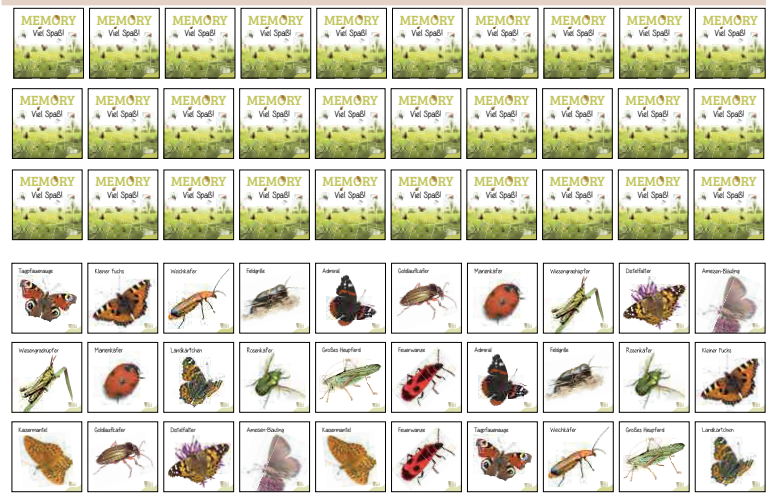 MEMORY MEMORY MEMORY MEMORY MEMORY MEMORY MEMORY MEMORY MEMORY MEMORY
Viel Spaß! Viel Spaß! Viel Spaß! Viel Spaß! Viel Spaß! Viel Spaß! Viel Spaß! Viel Spaß! Viel Spaß! Viel Spaß!
MEMORY MEMORY MEMORY MEMORY MEMORY MEMORY MEMORY MEMORY MEMORY MEMORY
Viel Spaß! Viel Spaß! Viel Spaß! Viel Spaß! Viel Spaß! Viel Spaß! Viel Spaß! Viel Spaß! Viel Spaß! Viel Spaß!
MEMORY MEMORY MEMORY MEMORY MEMORY MEMORY MEMORY MEMORY MEMORY MEMORY
Viel Spaß! Viel Spaß! Viel Spaß! Viel Spaß! Viel Spaß! Viel Spaß! Viel Spaß! Viel Spaß! Viel Spaß! Viel Spaß!
Tagpfauenauge Kleiner Fuchs Weichkäfer Feldgrille Admiral Goldlaufkäfer Marienkäfer Wiesengrashüpfer Distelfalter Ameisen-Bläuling
Wiesengrashüpfer Marienkäfer Landkärtchen Rosenkäfer Großes Heupferd Feuerwanze Admiral Feldgrille Rosenkäfer Kleiner Fuchs
Kaisermantel Goldlaufkäfer Distelfalter Ameisen-Bläuling Kaisermantel Feuerwanze Tagpfauenauge Weichkäfer Großes Heupferd Landkärtchen